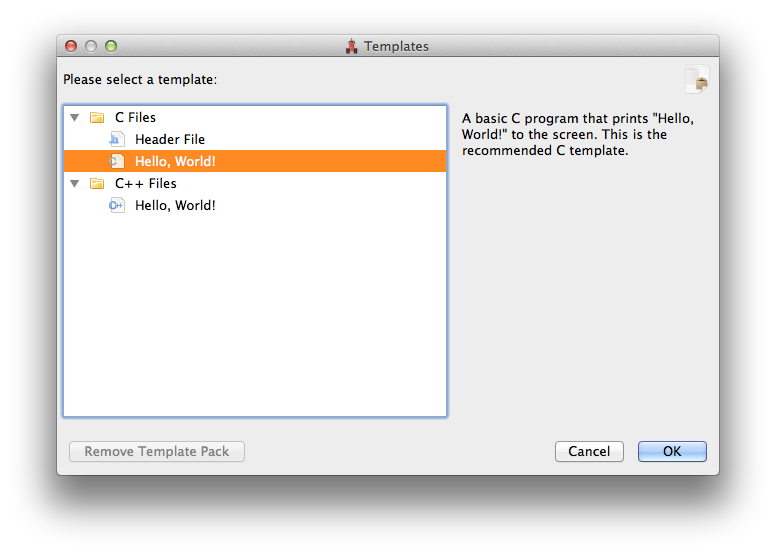 Templates
Please select a template:
C Files
Header File
Hello, World!
C++ Files
Hello, World!
A basic C program that prints "Hello,
World!" to the screen. This is the
recommended C template.
Remove Template Pack
Cancel
OK